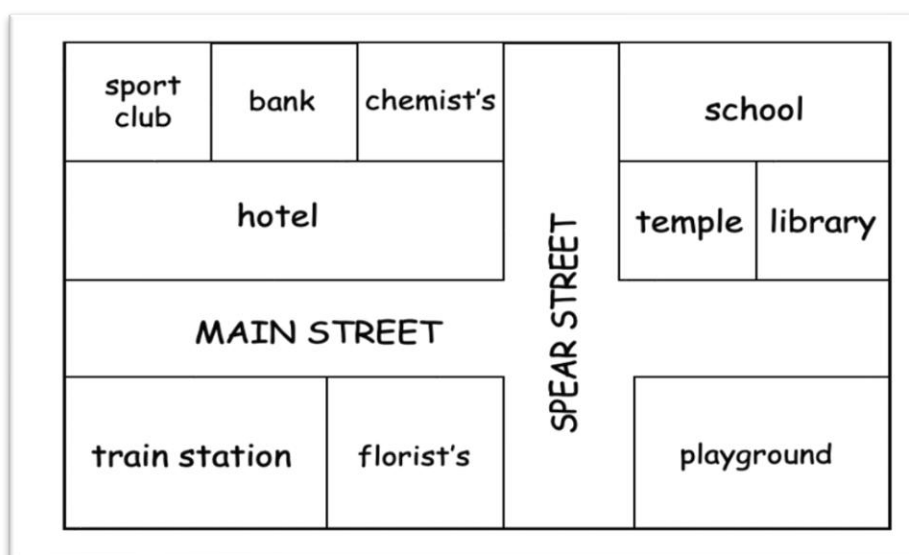 sport
club
bank
chemist's
school
hotel
temple
library
MAIN STREET
SPEAR STREET
train station
florist's
playground